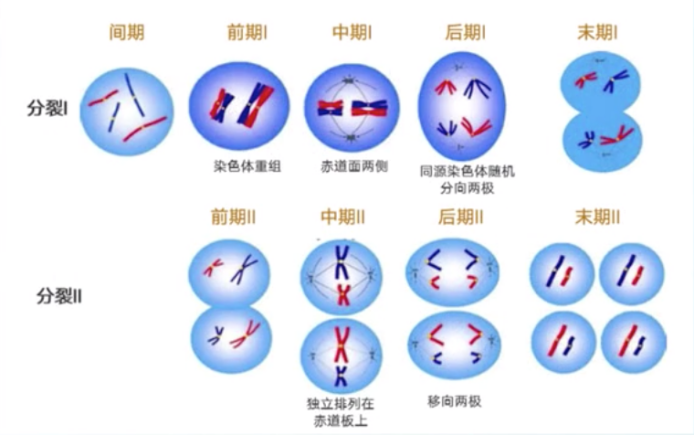 间期 前期I 中期I 后期I 末期I
分裂I
染色体重组 赤道面两侧 同源染色体随机
分向两极
前期II 中期II 后期II 末期II
分裂II
独立排列在
赤道板上
移向两极